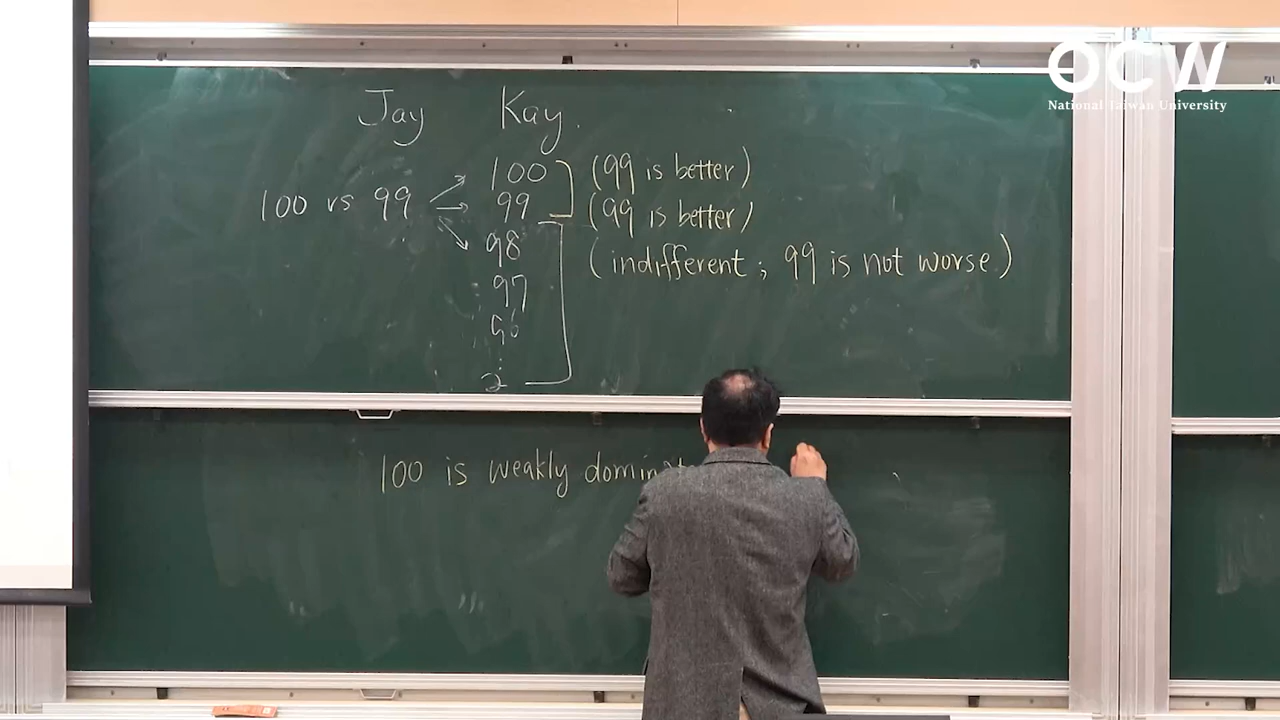 OCW
National Taiwan University
Jay Kay.
100 (99 is better)
100 vs 99 99 (99 is better)
98 (indifferent; 99 is not worse)
97
96
2
100 is weakly